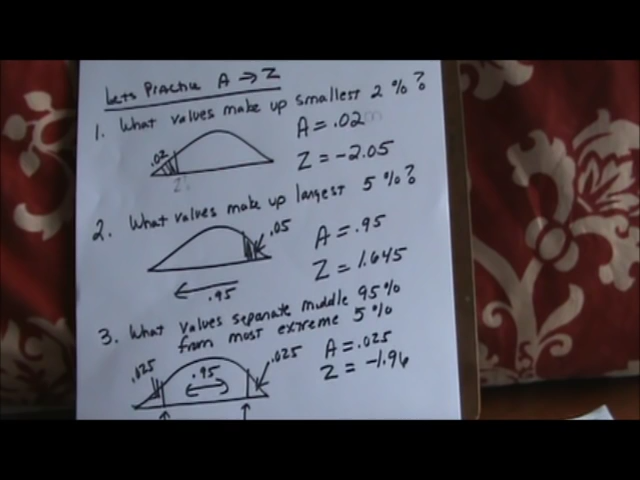 Lets Practice A → Z
1. What values make up smallest 2%?
.02
Z
A = .02
Z = -2.05
2. What values make up largest 5%?
.05
.95
A = .95
Z = 1.645
3. What values separate middle 95%
from most extreme 5%
.025
.95
.025
A = .025
Z = -1.96